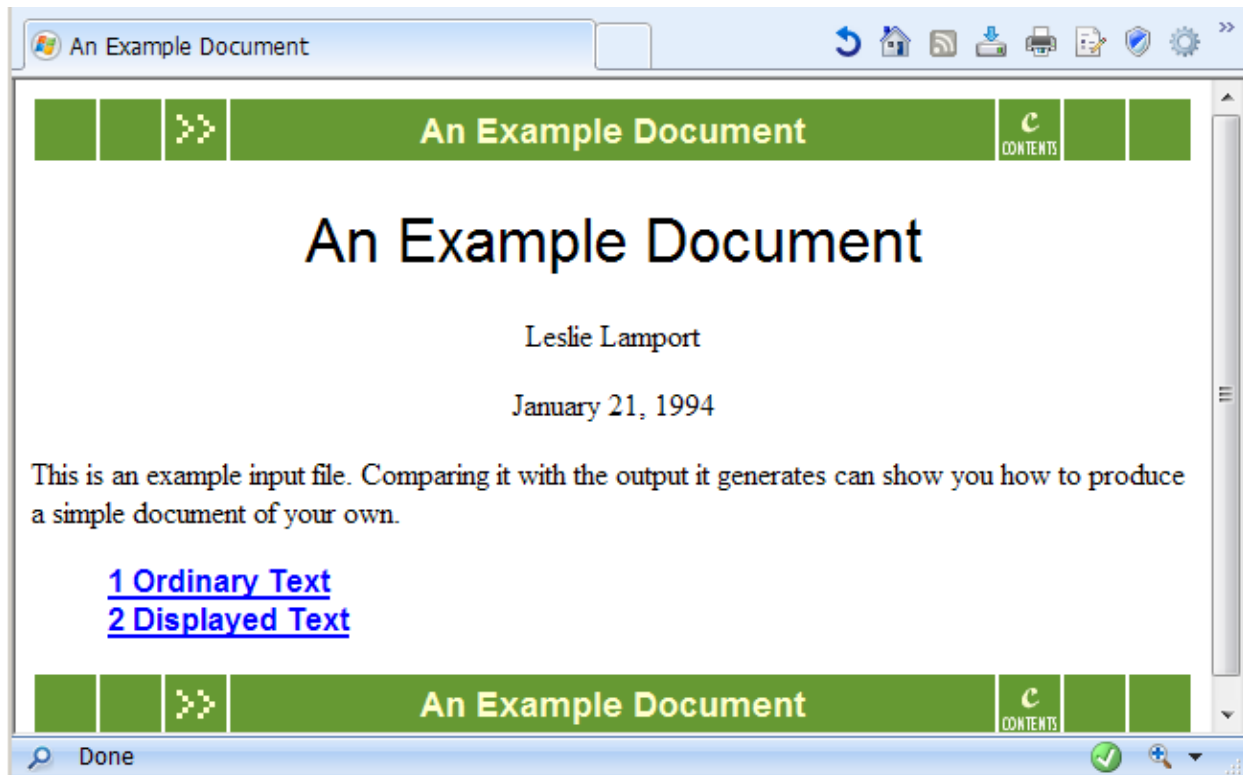 An Example Document
>> An Example Document C CONTENTS
An Example Document
Leslie Lamport
January 21, 1994
This is an example input file. Comparing it with the output it generates can show you how to produce
a simple document of your own.
1 Ordinary Text
2 Displayed Text
>> An Example Document C CONTENTS
Done